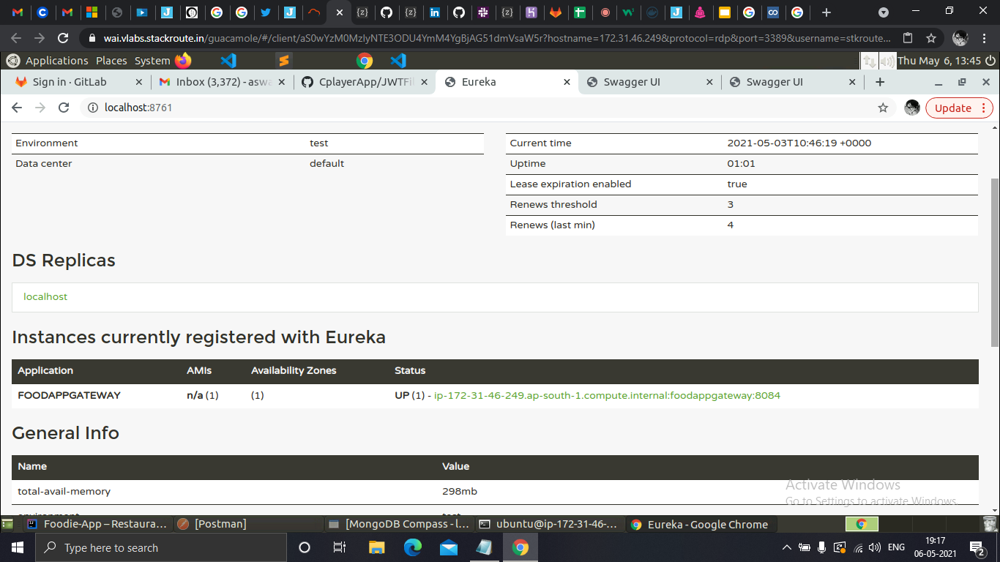 wai.vlabs.stackroute.in/guacamole/#/client/aS0wYzM0MzIyNTE3ODU4YmM4YgBjAG51dmVsaW5r?hostname=172.31.46.249&protocol=rdp&port=3389&username=stkroute...
Applications Places System Thu May 6, 13:45
Sign in · GitLab Inbox (3,372) - aswa CplayerApp/JWTFil Eureka Swagger UI Swagger UI
localhost:8761 Update
Environment test
Data center default
Current time 2021-05-03T10:46:19 +0000
Uptime 01:01
Lease expiration enabled true
Renews threshold 3
Renews (last min) 4
DS Replicas
localhost
Instances currently registered with Eureka
Application AMIs Availability Zones Status
FOODAPPGATEWAY n/a (1) (1) UP (1) - ip-172-31-46-249.ap-south-1.compute.internal:foodappgateway:8084
General Info
Name Value
total-avail-memory 298mb
environment test
Activate Windows
Go to Settings to activate Windows.
Foodie-App – Restaura... [Postman] [MongoDB Compass - l... ubuntu@ip-172-31-46-... Eureka - Google Chrome
Type here to search ENG 19:17 06-05-2021 2